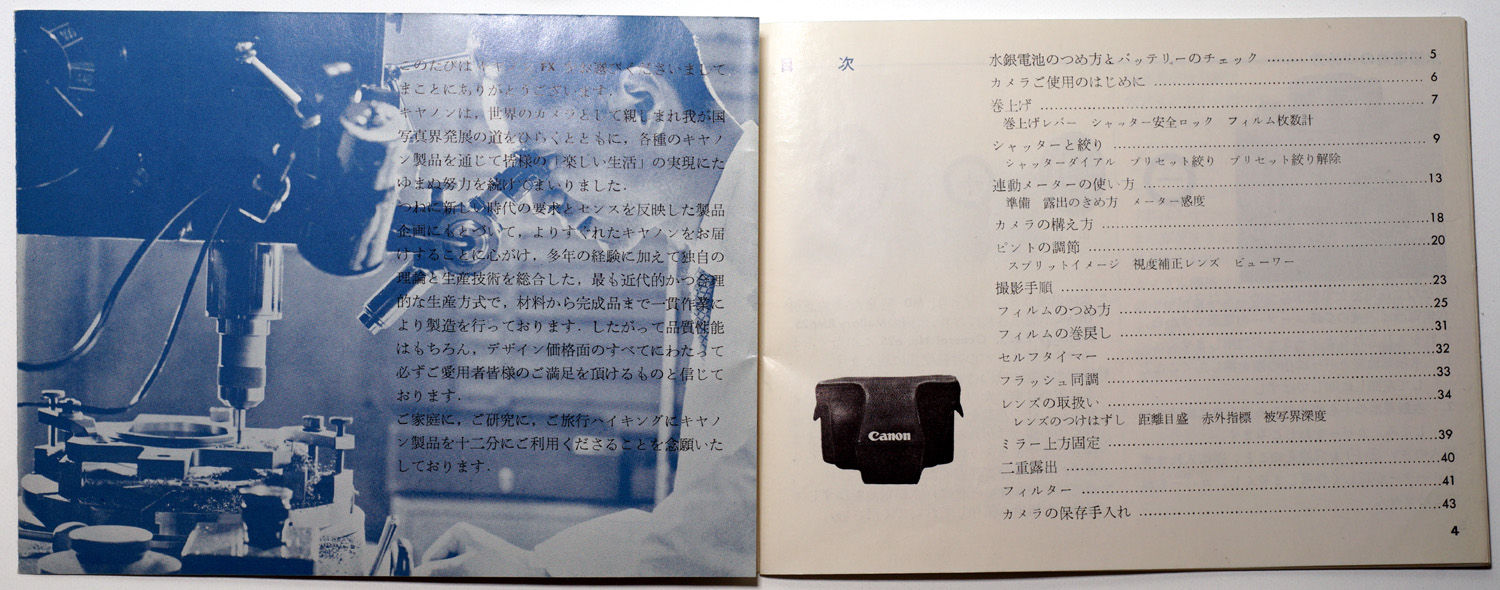 このたびはキヤノンFXをお求めくださいまして
まことにありがとうございます.
キヤノンは, 世界のカメラとして親しまれ我が国
写真界発展の道をひらくとともに, 各種のキヤノ
ン製品を通じて皆様の「楽しい生活」の実現にた
ゆまぬ努力を続けてまいりました.
つねに新しい時代の要求とセンスを反映した製品
企画にもとづいて, よりすぐれたキヤノンをお届
けすることに心がけ, 多年の経験に加えて独自の
理論と生産技術を総合した, 最も近代的かつ合理
的な生産方式で, 材料から完成品まで一貫作業に
より製造を行っております. したがって品質性能
はもちろん, デザイン価格面のすべてにわたって
必ずご愛用者皆様のご満足を頂けるものと信じて
おります.
ご家庭に, ご研究に, ご旅行ハイキングにキヤノ
ン製品を十二分にご利用くださることを念願いた
しております.
目 次
水銀電池のつめ方とバッテリーのチェック 5
カメラご使用のはじめに 6
巻上げ 7
巻上げレバー シャッター安全ロック フィルム枚数計
シャッターと絞り 9
シャッターダイアル プリセット絞り プリセット絞り解除
連動メーターの使い方 13
準備 露出のきめ方 メーター感度
カメラの構え方 18
ピントの調節 20
スプリットイメージ 視度補正レンズ ビューワー
撮影手順 23
フィルムのつめ方 25
フィルムの巻戻し 31
セルフタイマー 32
フラッシュ同調 33
レンズの取扱い 34
レンズのつけはずし 距離目盛 赤外指標 被写界深度
ミラー上方固定 39
二重露出 40
フィルター 41
カメラの保存手入れ 43
Canon
4